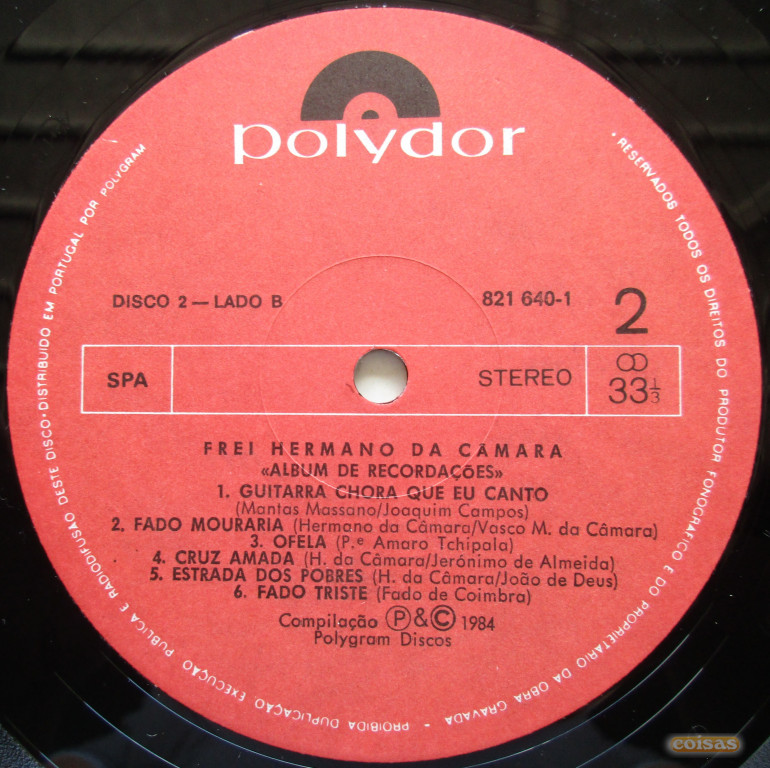 polydor
DISCO 2 — LADO B
821 640-1
2
SPA
STEREO
33 1/3
FREI HERMANO DA CÂMARA
«ALBUM DE RECORDAÇÕES»
1. GUITARRA CHORA QUE EU CANTO
(Mantas Massano/Joaquim Campos)
2. FADO MOURARIA (Hermano da Câmara/Vasco M. da Câmara)
3. OFELA (P.e Amaro Tchipala)
4. CRUZ AMADA (H. da Câmara/Jerónimo de Almeida)
5. ESTRADA DOS POBRES (H. da Câmara/João de Deus)
6. FADO TRISTE (Fado de Coimbra)
Compilação Ⓟ&© 1984
Polygram Discos
• RESERVADOS TODOS OS DIREITOS DO PRODUTOR FONOGRÁFICO E DO PROPRIETARIO DA OBRA GRAVADA - PROIBIDA DUPLICAÇÃO, EXECUÇÃO PUBLICA E RADIODIFUSÃO DESTE DISCO•DISTRIBUIDO EM PORTUGAL POR POLYGRAM
coisas